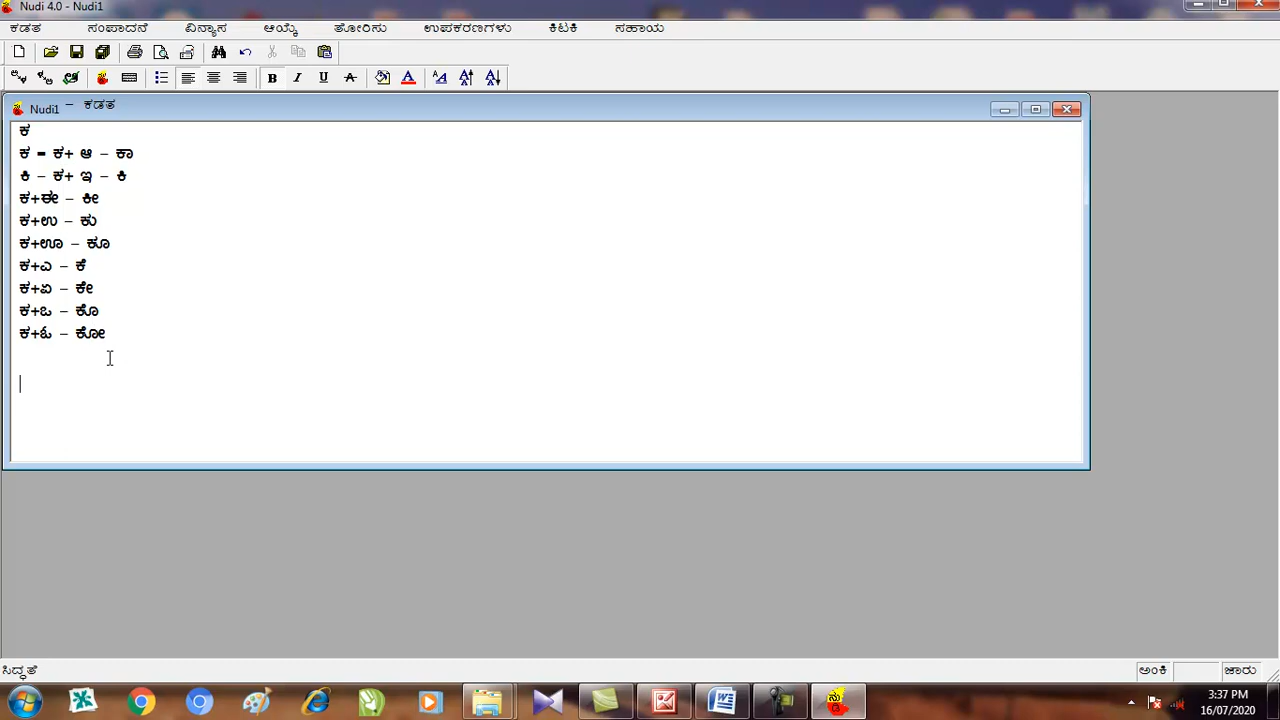 Nudi 4.0 - Nudi1
ಕಡತ ಸಂಪಾದನೆ ವಿನ್ಯಾಸ ಆಯ್ಕೆ ತೋರಿಸು ಉಪಕರಣಗಳು ಕಿಟಕಿ ಸಹಾಯ
Nudi1 – ಕಡತ
ಕ
ಕ = ಕ+ ಆ – ಕಾ
ಕಿ – ಕ+ ಇ – ಕಿ
ಕ+ಈ – ಕೀ
ಕ+ಉ – ಕು
ಕ+ಊ – ಕೂ
ಕ+ಎ – ಕೆ
ಕ+ಏ – ಕೇ
ಕ+ಒ – ಕೊ
ಕ+ಓ – ಕೋ
ಸಿದ್ಧತೆ ಅಂಕಿ ಜಾರು
3:37 PM
16/07/2020